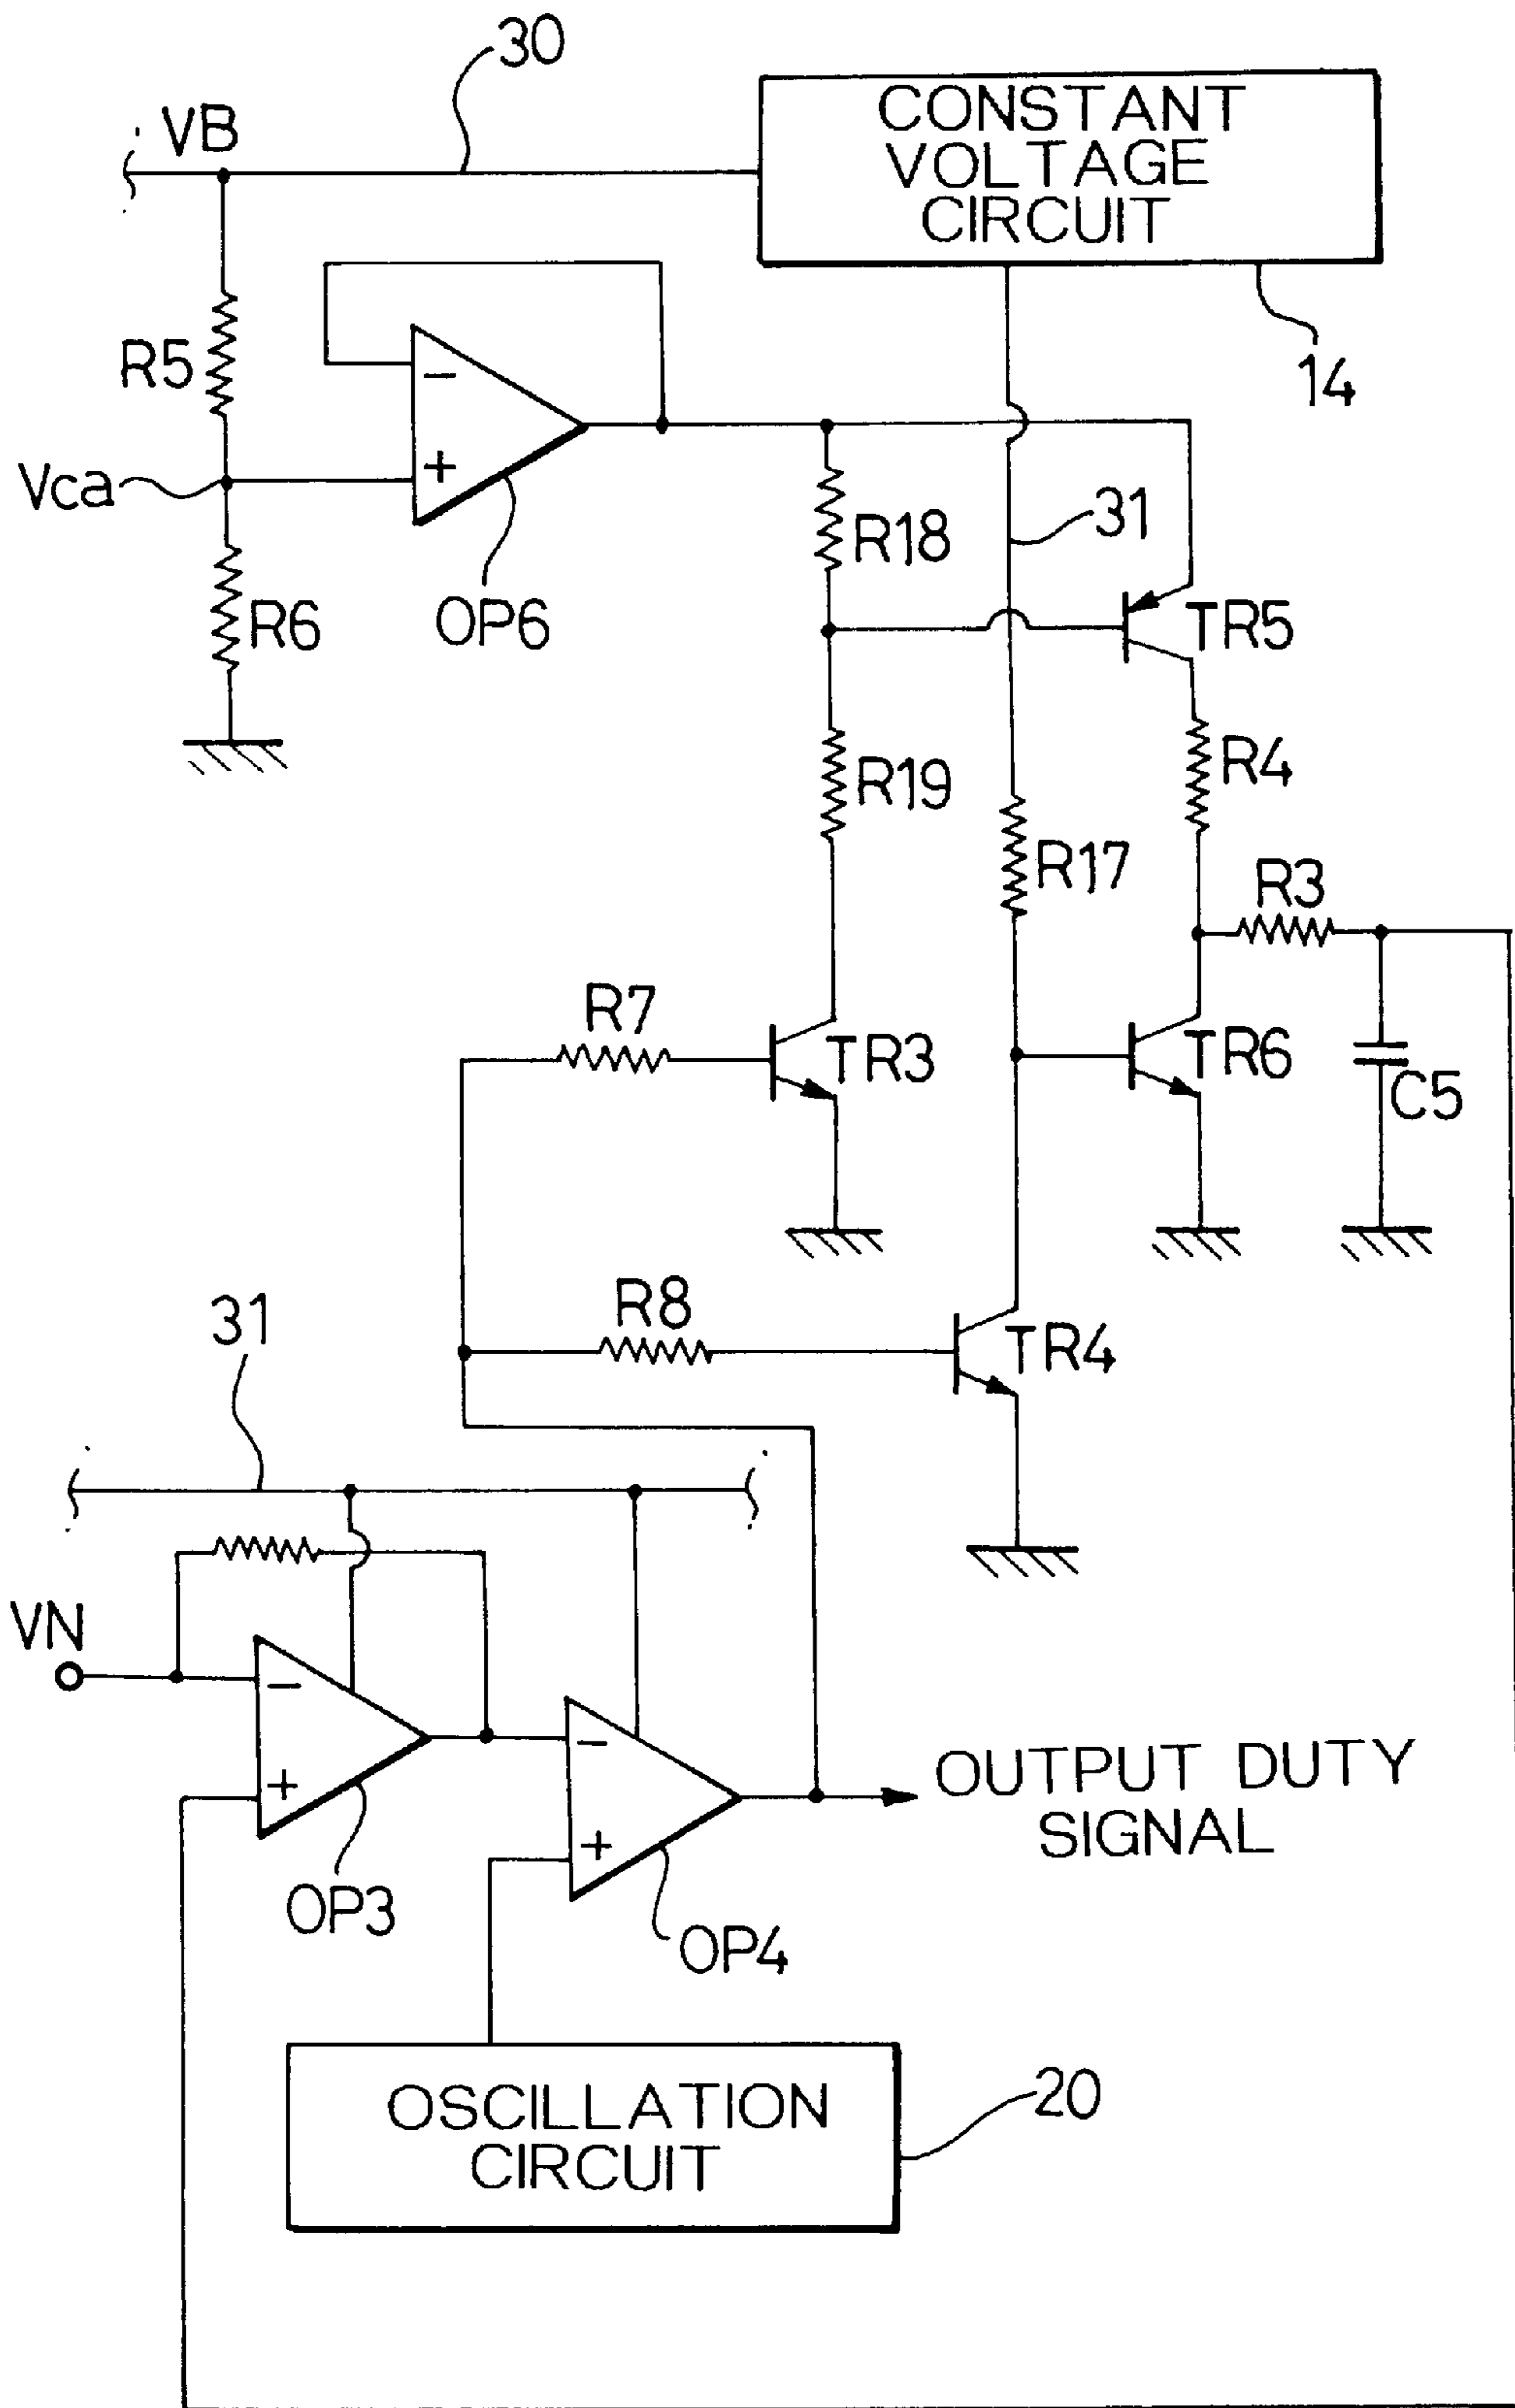 30
VB
CONSTANT
VOLTAGE
CIRCUIT
14
R5
−
+
Vca
R18
31
R6
OP6
TR5
R19
R4
R17
R3
R7
TR3
TR6
C5
R8
31
TR4
VN
−
+
−
+
OUTPUT DUTY
SIGNAL
OP3
OP4
OSCILLATION
CIRCUIT
20